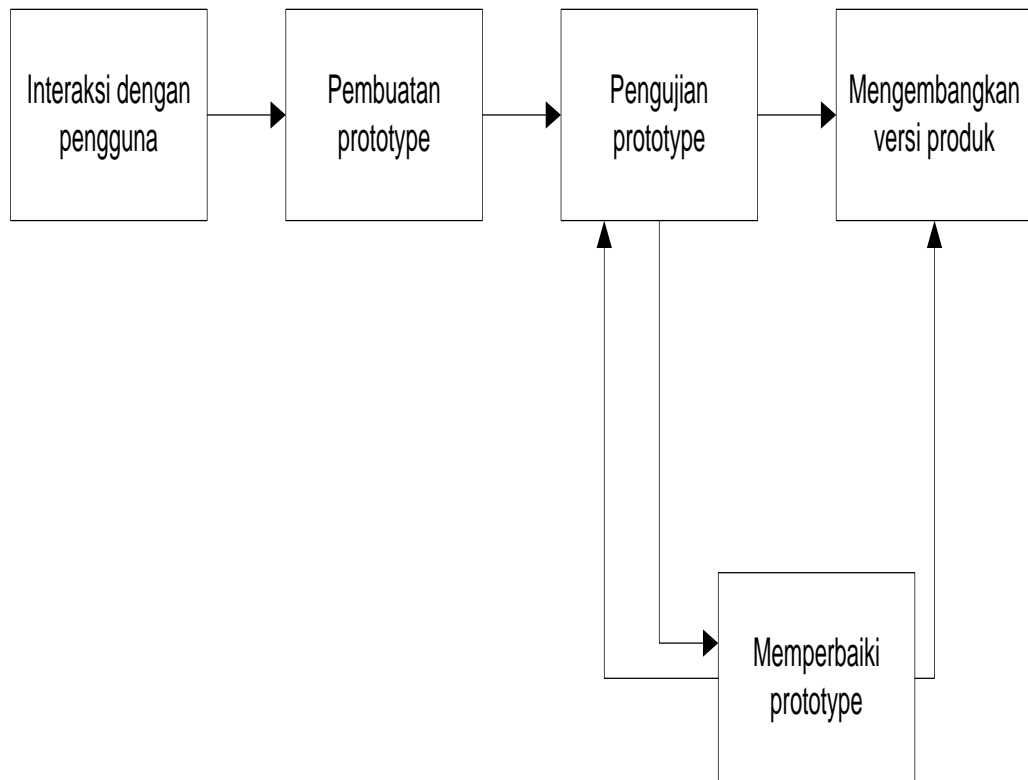 Interaksi dengan
pengguna
Pembuatan
prototype
Pengujian
prototype
Mengembangkan
versi produk
Memperbaiki
prototype